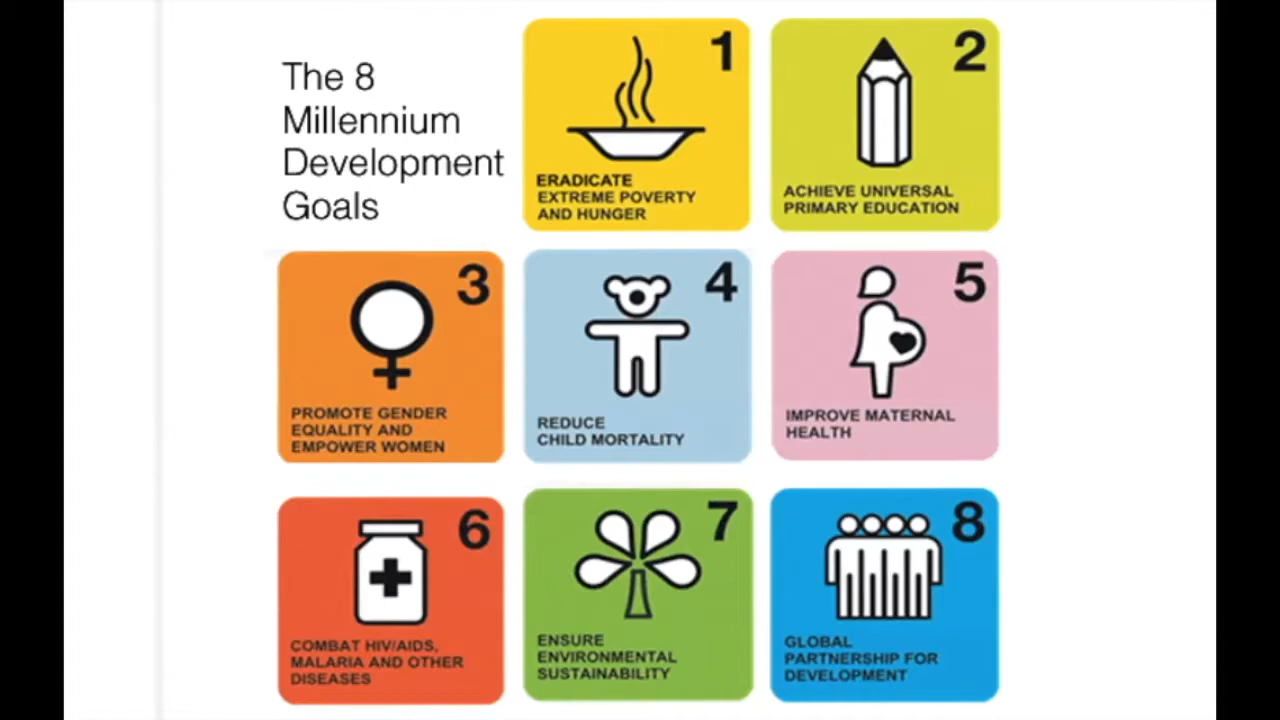 The 8
Millennium
Development
Goals
1
ERADICATE
EXTREME POVERTY
AND HUNGER
2
ACHIEVE UNIVERSAL
PRIMARY EDUCATION
3
PROMOTE GENDER
EQUALITY AND
EMPOWER WOMEN
4
REDUCE
CHILD MORTALITY
5
IMPROVE MATERNAL
HEALTH
6
COMBAT HIV/AIDS,
MALARIA AND OTHER
DISEASES
7
ENSURE
ENVIRONMENTAL
SUSTAINABILITY
8
GLOBAL
PARTNERSHIP FOR
DEVELOPMENT